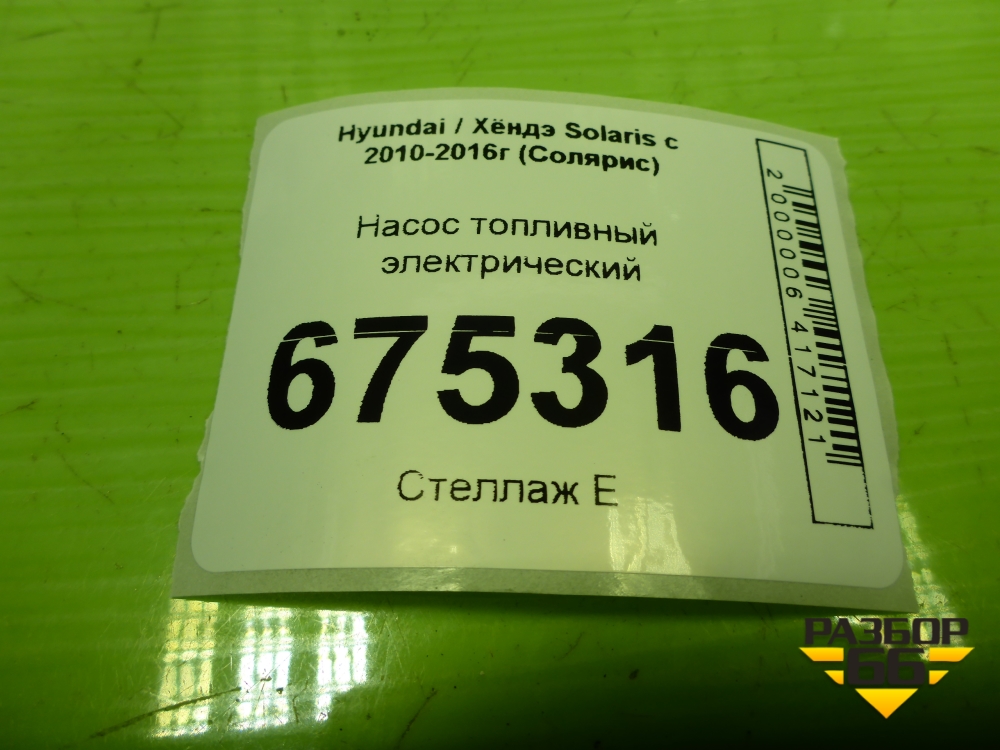 Hyundai / Хёндэ Solaris с
2010-2016г (Солярис)
Насос топливный
электрический
675316
Стеллаж Е
2000006417121
РАЗБОР
66